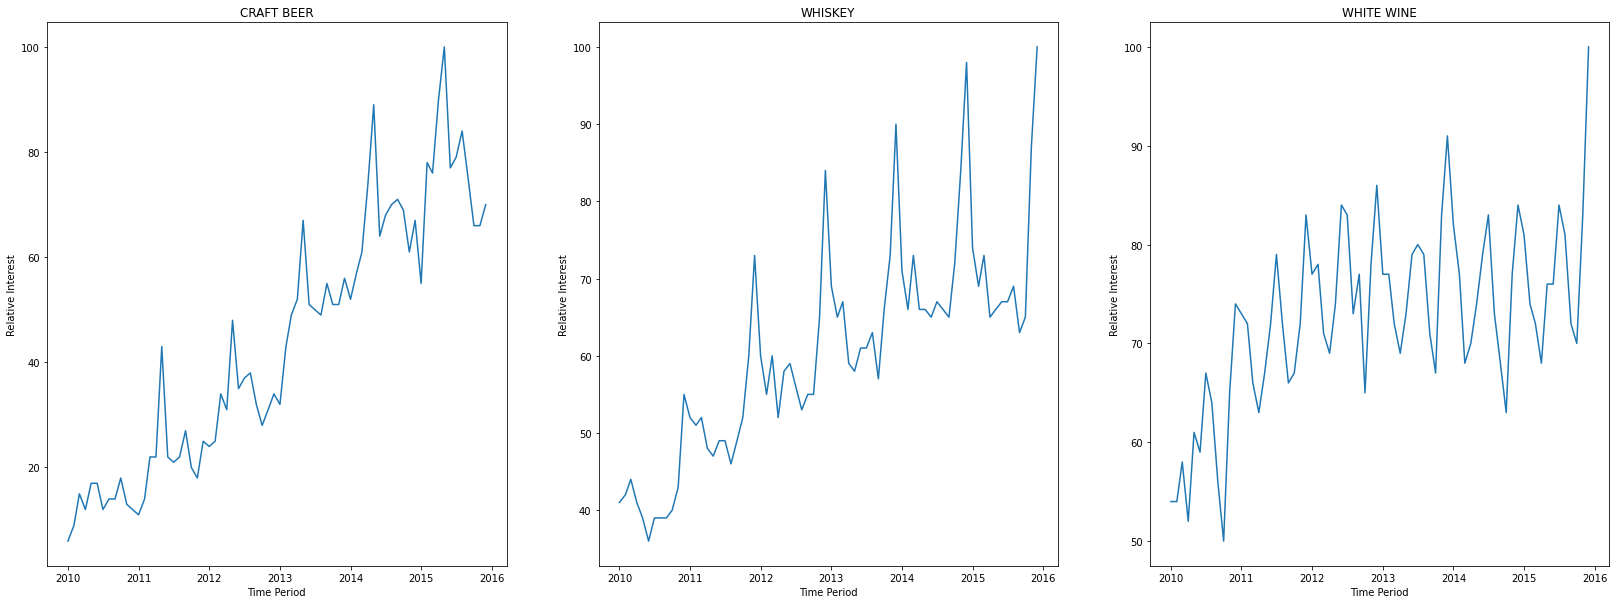 CRAFT BEER
100
80
60
40
20
Relative Interest
2010 2011 2012 2013 2014 2015 2016
Time Period
WHISKEY
100
90
80
70
60
50
40
Relative Interest
2010 2011 2012 2013 2014 2015 2016
Time Period
WHITE WINE
100
90
80
70
60
50
Relative Interest
2010 2011 2012 2013 2014 2015 2016
Time Period